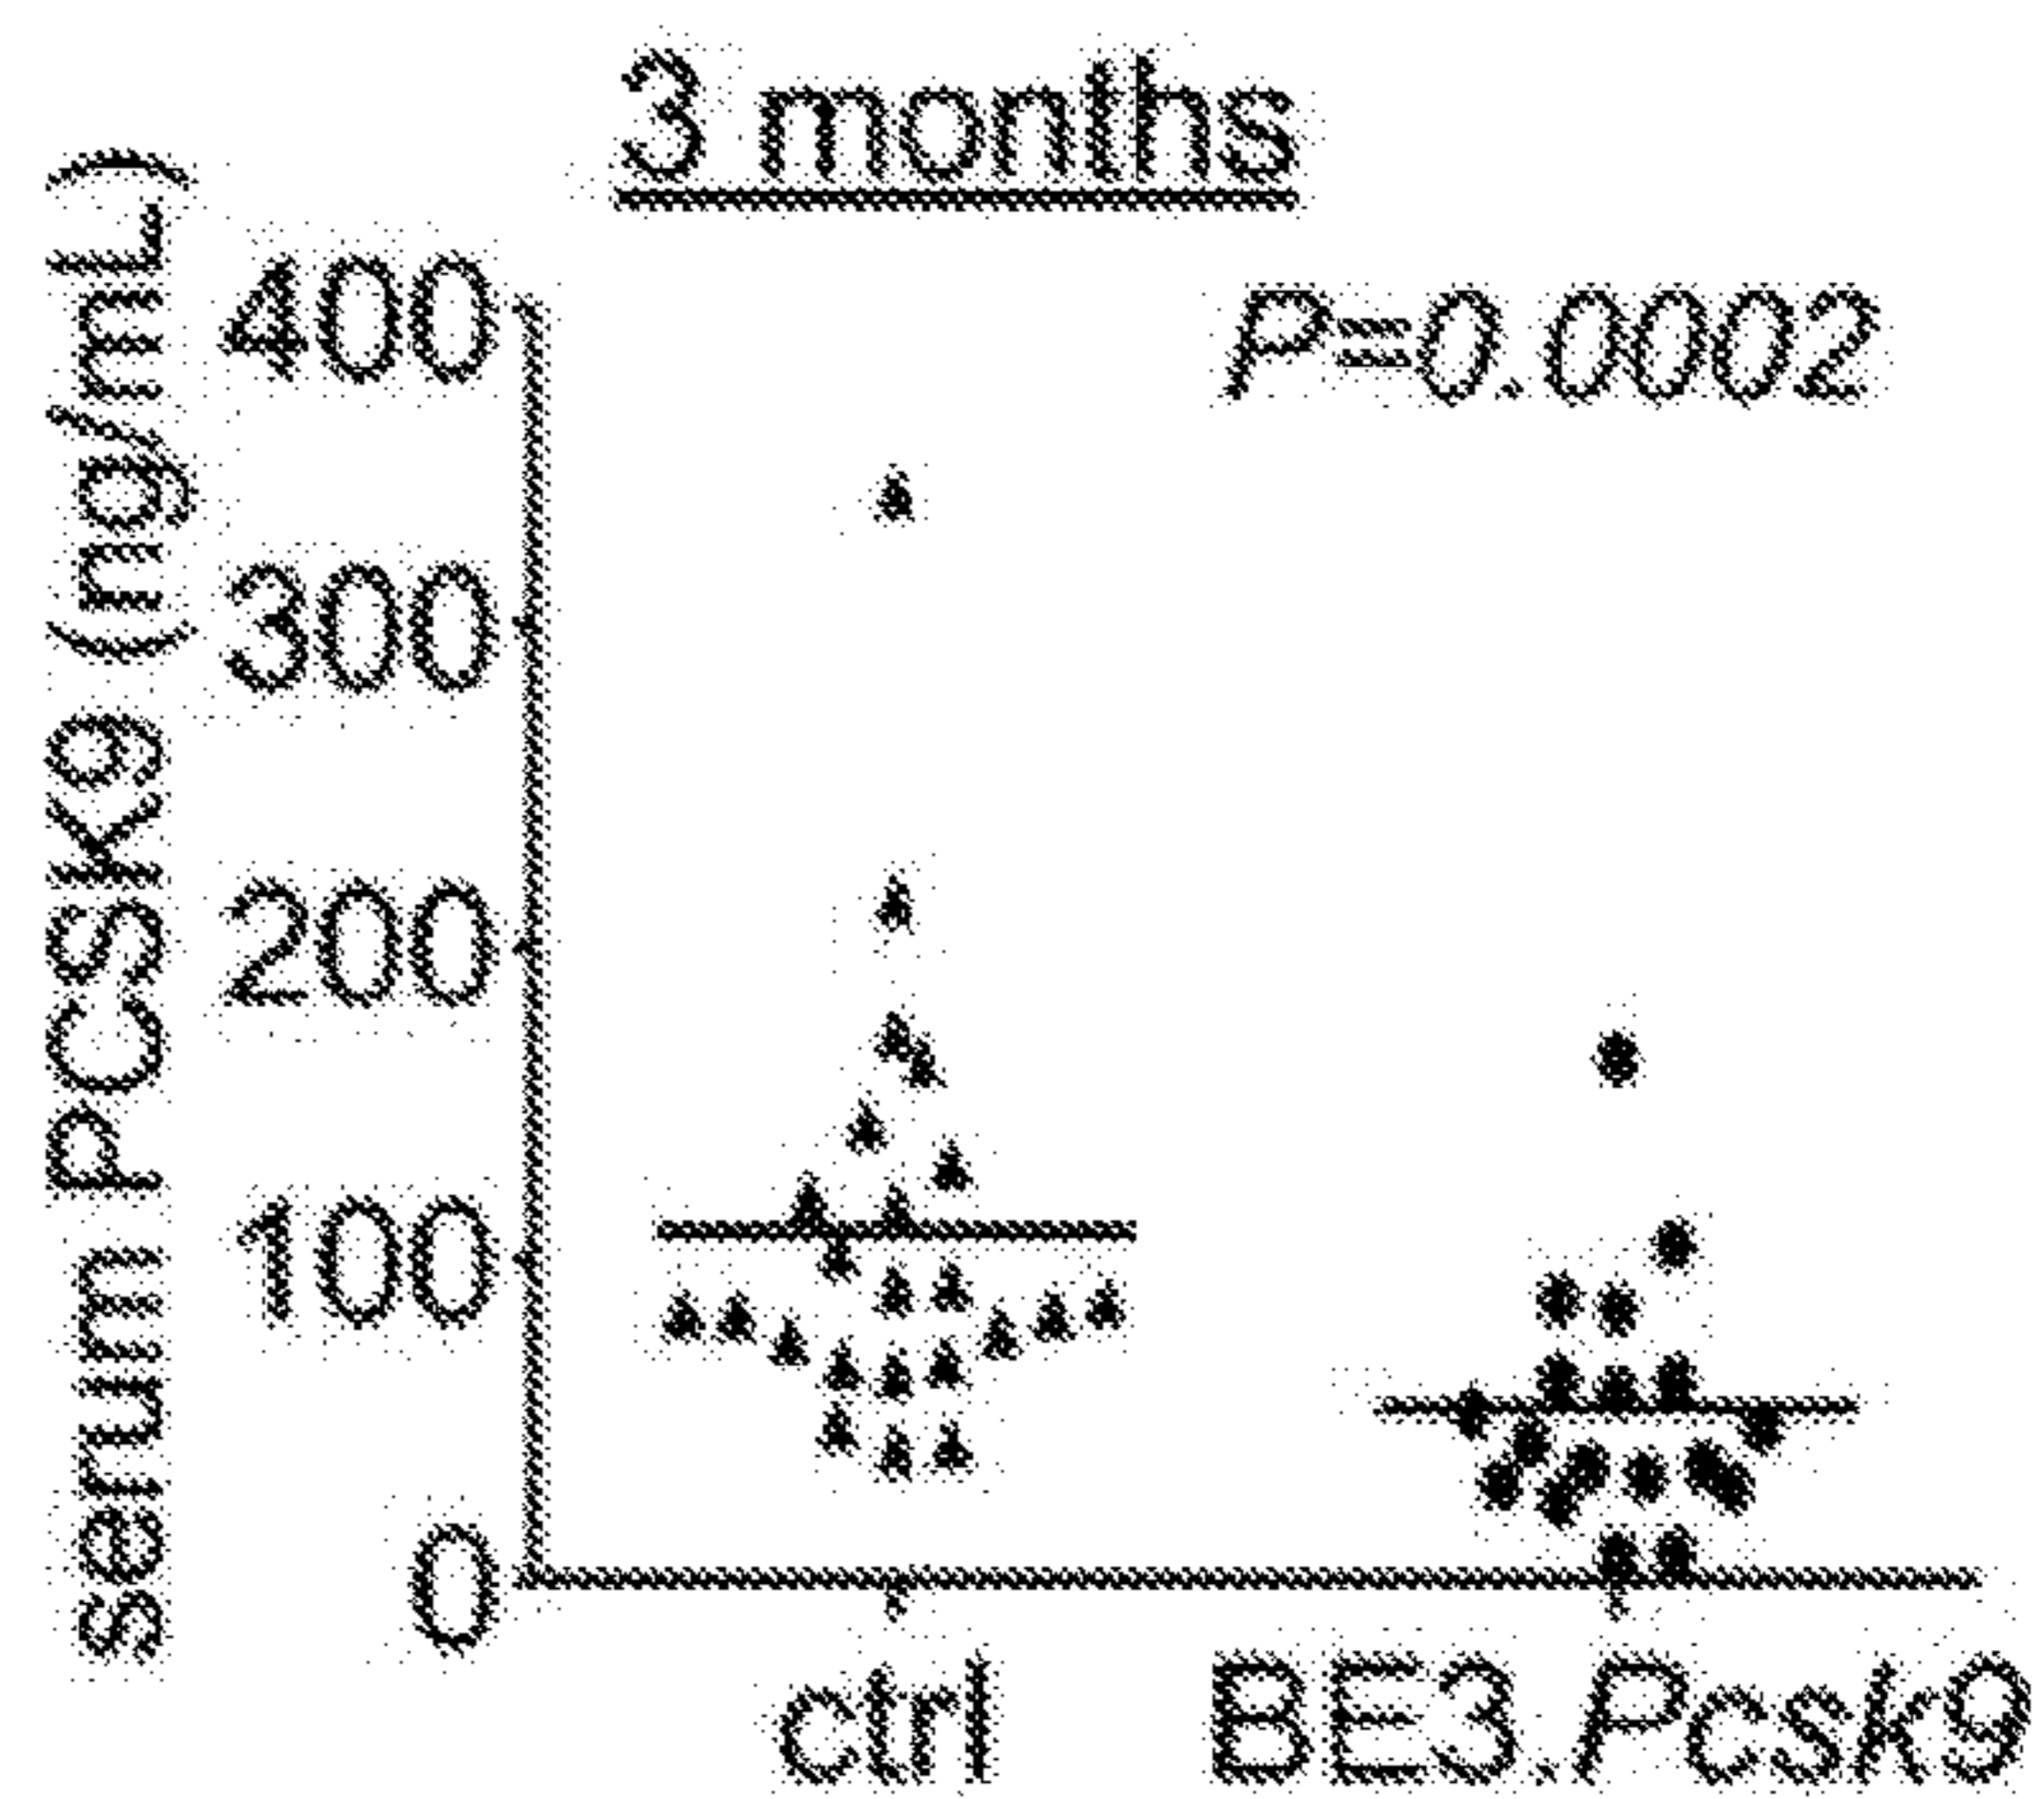 3 months
serum PCSK9 (ng/mL)
400
300
200
100
0
P=0.0002
ctrl
BE3.Pcsk9